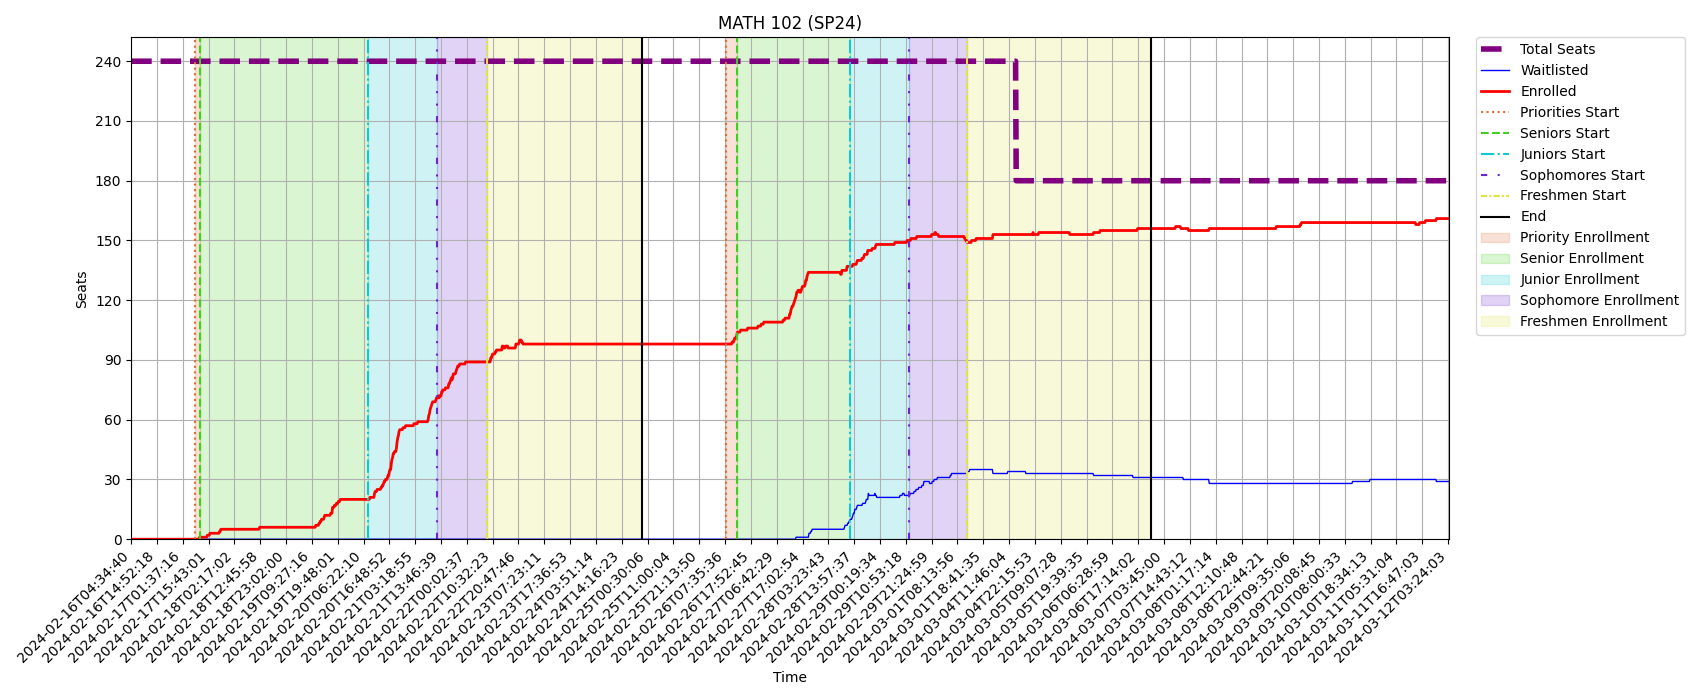 MATH 102 (SP24)
Seats
240
210
180
150
120
90
60
30
0
2024-02-16T04:34:40
2024-02-16T14:52:18
2024-02-17T01:37:16
2024-02-17T15:43:01
2024-02-18T02:17:02
2024-02-18T12:45:58
2024-02-18T23:02:00
2024-02-19T09:27:16
2024-02-19T19:48:01
2024-02-20T06:22:10
2024-02-20T16:48:52
2024-02-21T03:18:55
2024-02-21T13:46:39
2024-02-22T00:02:37
2024-02-22T10:32:23
2024-02-22T20:47:46
2024-02-23T07:23:11
2024-02-23T17:36:53
2024-02-24T03:51:14
2024-02-24T14:16:23
2024-02-25T00:30:06
2024-02-25T11:00:04
2024-02-25T21:13:50
2024-02-26T07:35:36
2024-02-26T17:52:45
2024-02-27T06:42:29
2024-02-27T17:02:54
2024-02-28T03:23:43
2024-02-28T13:57:37
2024-02-29T00:19:34
2024-02-29T10:53:18
2024-02-29T21:24:59
2024-03-01T08:13:56
2024-03-01T18:41:35
2024-03-04T11:46:04
2024-03-04T22:15:53
2024-03-05T09:07:28
2024-03-05T19:39:35
2024-03-06T06:28:59
2024-03-06T17:14:02
2024-03-07T03:45:00
2024-03-07T14:43:12
2024-03-08T01:17:14
2024-03-08T12:10:48
2024-03-08T22:44:21
2024-03-09T09:35:06
2024-03-09T20:08:45
2024-03-10T08:00:33
2024-03-10T18:34:13
2024-03-11T05:31:04
2024-03-11T16:47:03
2024-03-12T03:24:03
Time
Total Seats
Waitlisted
Enrolled
Priorities Start
Seniors Start
Juniors Start
Sophomores Start
Freshmen Start
End
Priority Enrollment
Senior Enrollment
Junior Enrollment
Sophomore Enrollment
Freshmen Enrollment